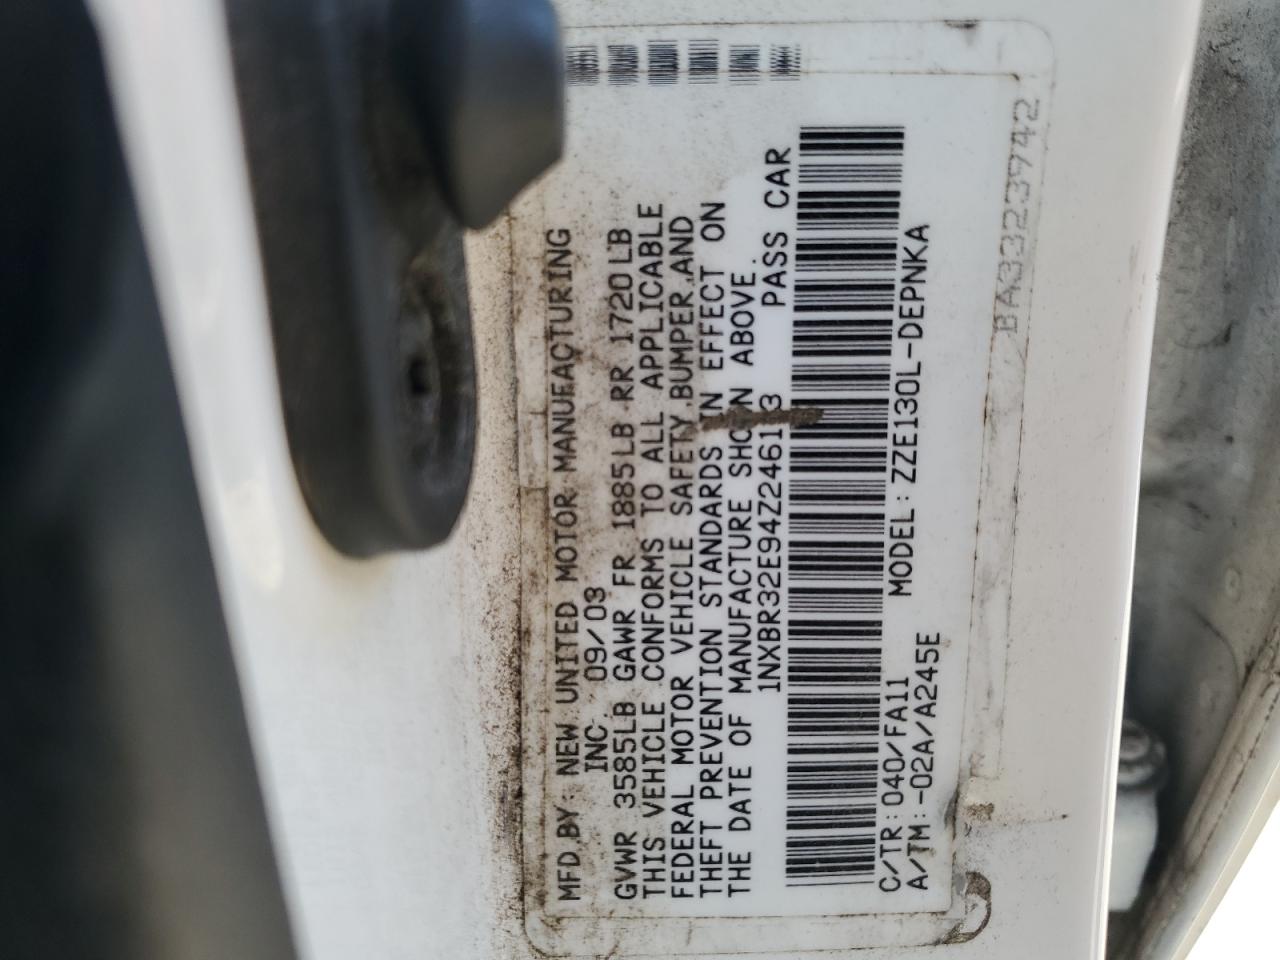 MFD.BY: NEW UNITED MOTOR MANUFACTURING
INC. 09/03
GVWR 3585LB GAWR FR 1885LB RR 1720LB
THIS VEHICLE CONFORMS TO ALL APPLICABLE
FEDERAL MOTOR VEHICLE SAFETY,BUMPER,AND
THEFT PREVENTION STANDARDS IN EFFECT ON
THE DATE OF MANUFACTURE SHOWN ABOVE.
1NXBR32E94Z246113 PASS CAR
C/TR:040/FA11 MODEL:ZZE130L-DEPNKA
A/TM:-02A/A245E
BA3323942